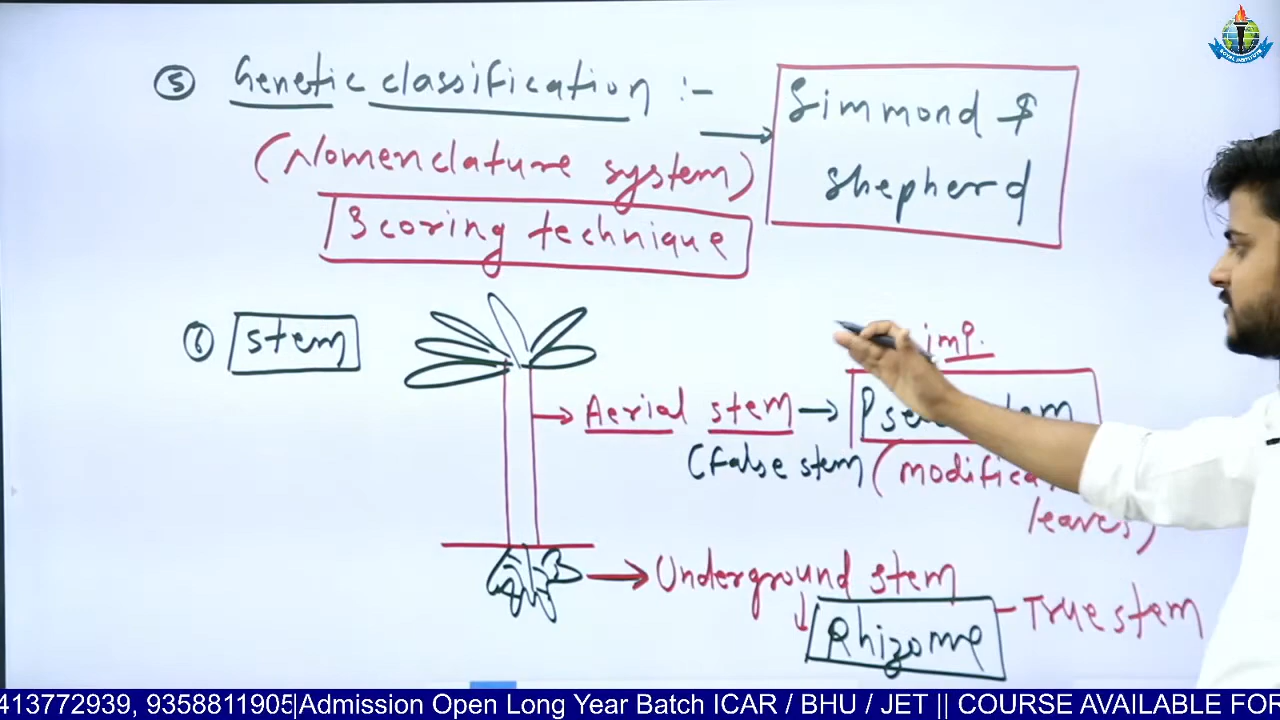 5 Genetic classification :-
(Nomenclature system)
Scoring technique
Simmond &
shepherd
6 stem
imp.
Aerial stem
(False stem
(modifica
leaves)
Underground stem
Rhizome
True stem
413772939, 9358811905|Admission Open Long Year Batch ICAR / BHU / JET || COURSE AVAILABLE FOR